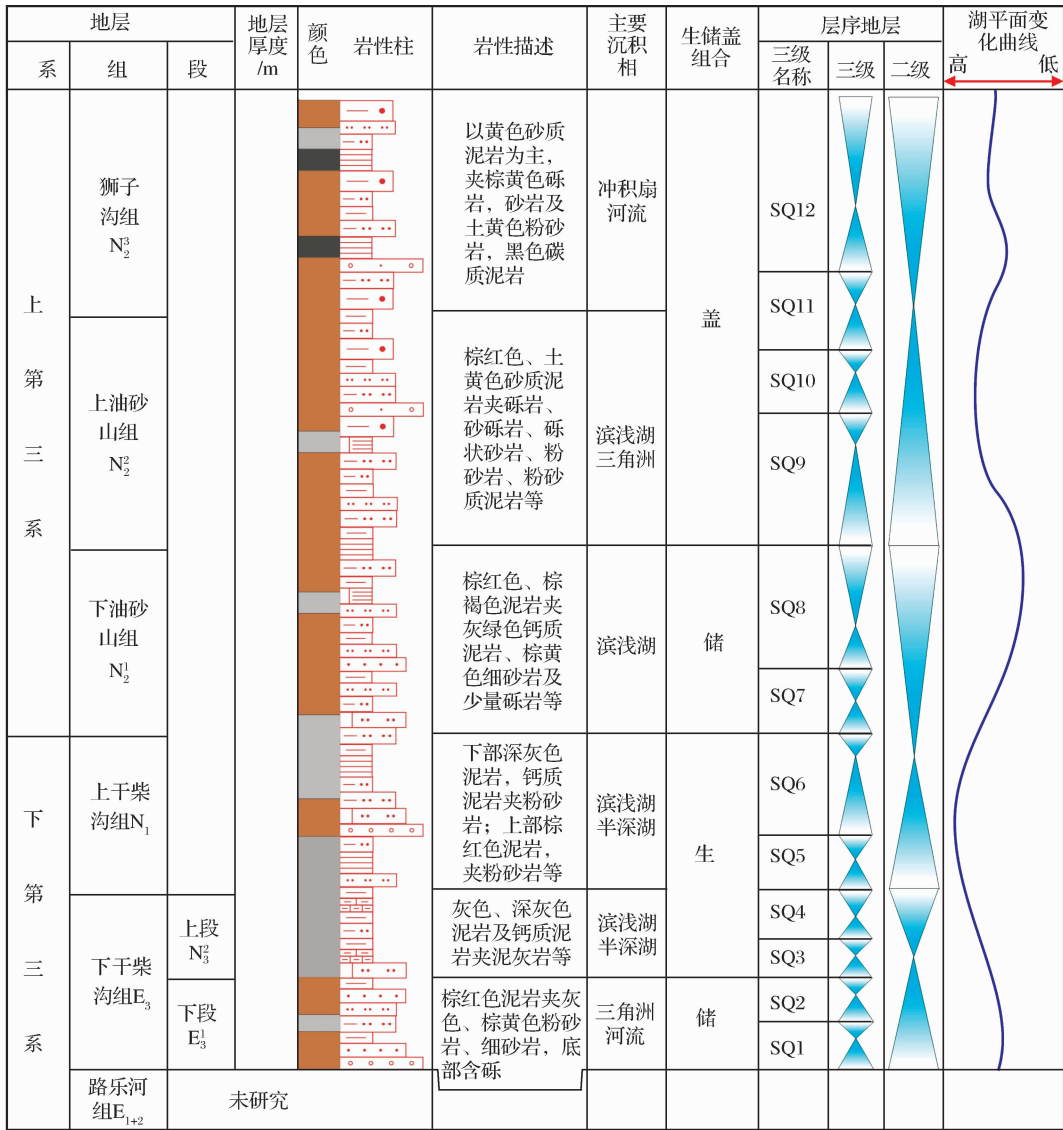 地层
系
组
段
地层
厚度
/m
颜
色
岩性柱
岩性描述
主要
沉积
相
生储盖
组合
层序地层
三级
名称
三级
二级
湖平面变
化曲线
高
低
上
第
三
系
下
第
三
系
狮子
沟组
N₂³
上油砂
山组
N₂²
下油砂
山组
N₂¹
上干柴
沟组N₁
下干柴
沟组E₃
路乐河
组E₁₊₂
上段
N₃²
下段
E₃¹
未研究
以黄色砂质
泥岩为主，
夹棕黄色砾
岩，砂岩及
土黄色粉砂
岩，黑色碳
质泥岩
棕红色、土
黄色砂质泥
岩夹砾岩、
砂砾岩、砾
状砂岩、粉
砂岩、粉砂
质泥岩等
棕红色、棕
褐色泥岩夹
灰绿色钙质
泥岩、棕黄
色细砂岩及
少量砾岩等
下部深灰色
泥岩，钙质
泥岩夹粉砂
岩；上部棕
红色泥岩，
夹粉砂岩等
灰色、深灰色
泥岩及钙质泥
岩夹泥灰岩等
棕红色泥岩夹灰
色、棕黄色粉砂
岩、细砂岩，底
部含砾
冲积扇
河流
滨浅湖
三角洲
滨浅湖
滨浅湖
半深湖
滨浅湖
半深湖
三角洲
河流
盖
储
生
储
SQ12
SQ11
SQ10
SQ9
SQ8
SQ7
SQ6
SQ5
SQ4
SQ3
SQ2
SQ1